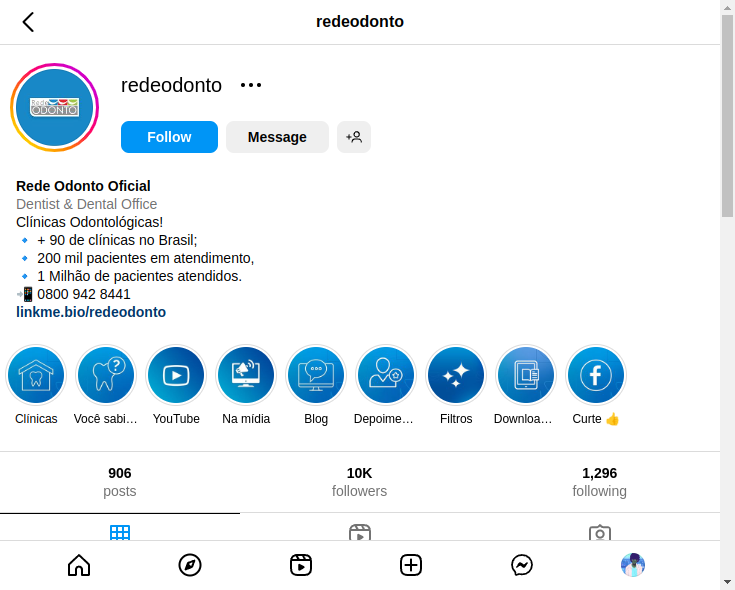 redeodonto
Rede
ODONTO
redeodonto
Follow
Message
Rede Odonto Oficial
Dentist & Dental Office
Clínicas Odontológicas!
🔹 + 90 de clínicas no Brasil;
🔹 200 mil pacientes em atendimento,
🔹 1 Milhão de pacientes atendidos.
📲 0800 942 8441
linkme.bio/redeodonto
Clínicas Você sabi… YouTube Na mídia Blog Depoime… Filtros Downloa… Curte 👍
906 10K 1,296
posts followers following